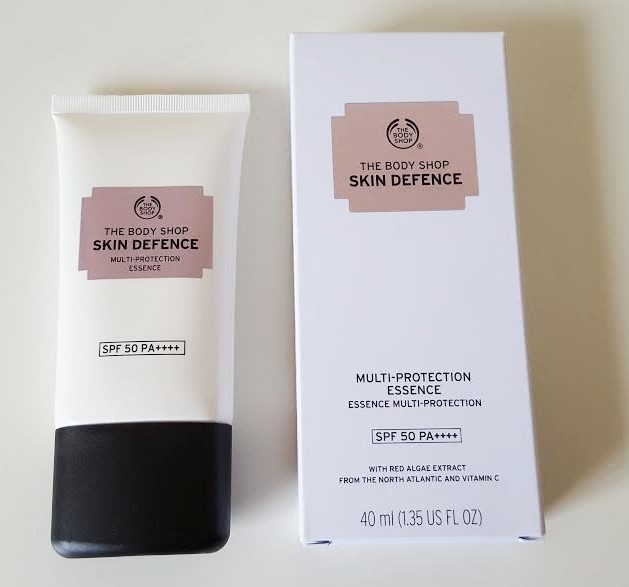 THE
BODY
SHOP
®
THE BODY SHOP
SKIN DEFENCE
MULTI-PROTECTION
ESSENCE
SPF 50 PA++++
THE
BODY
SHOP
®
THE BODY SHOP
SKIN DEFENCE
MULTI-PROTECTION
ESSENCE
ESSENCE MULTI-PROTECTION
SPF 50 PA++++
WITH RED ALGAE EXTRACT
FROM THE NORTH ATLANTIC AND VITAMIN C
40 ml (1.35 US FL OZ)